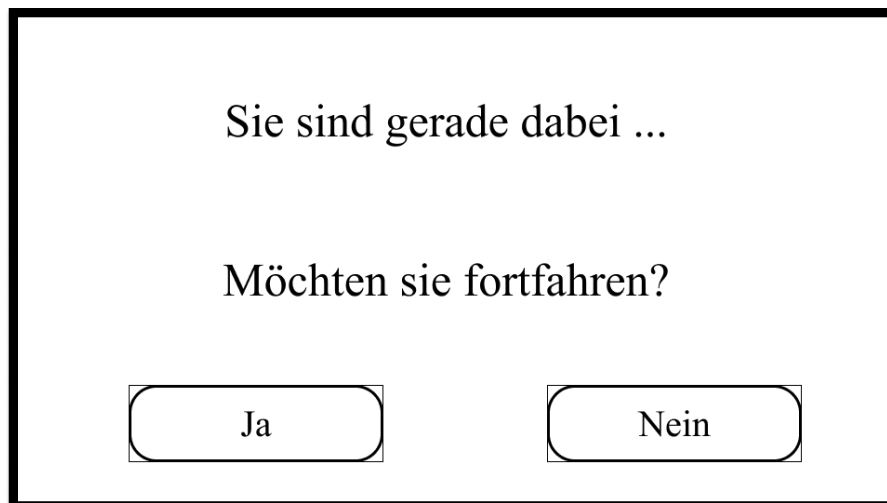 Sie sind gerade dabei ...
Möchten sie fortfahren?
Ja
Nein